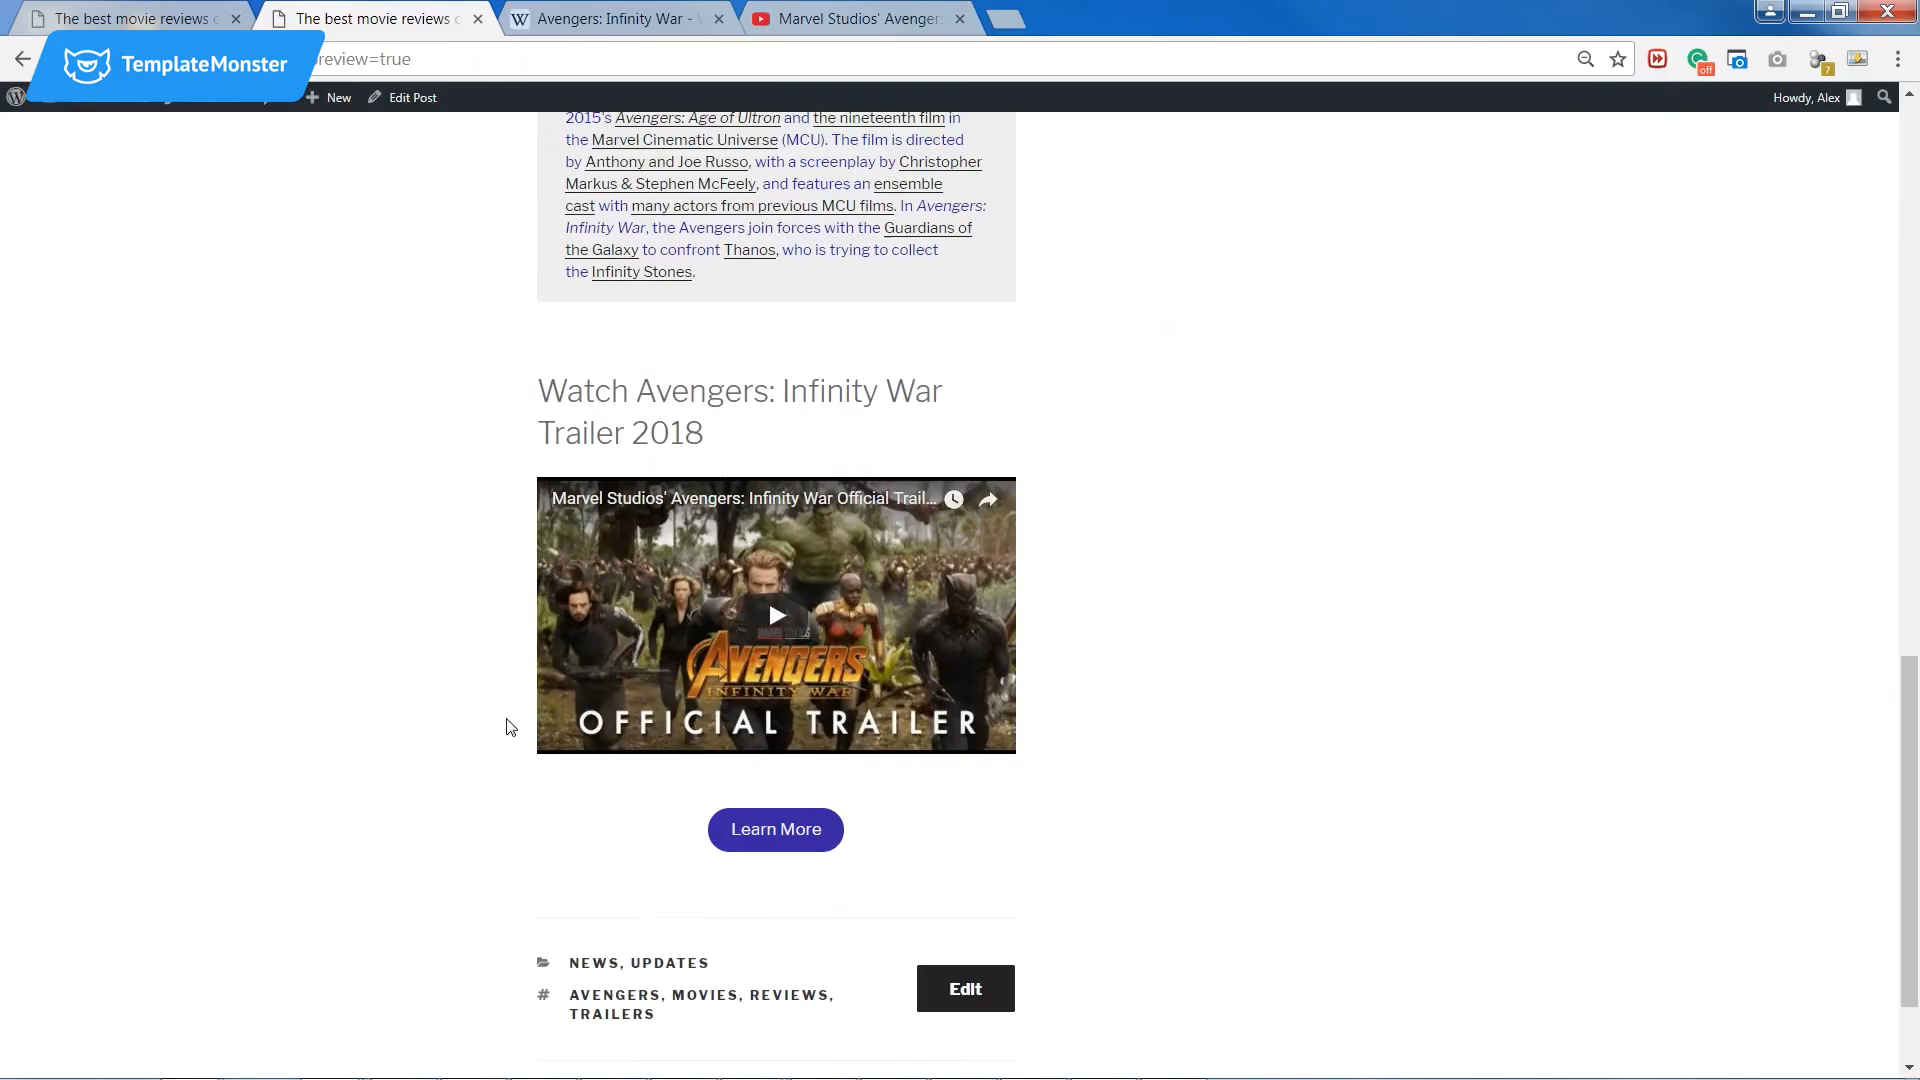 The best movie reviews
The best movie reviews
Avengers: Infinity War -
Marvel Studios' Avenger
TemplateMonster
review=true
off
7
New
Edit Post
Howdy, Alex
2015's Avengers: Age of Ultron and the nineteenth film in
the Marvel Cinematic Universe (MCU). The film is directed
by Anthony and Joe Russo, with a screenplay by Christopher
Markus & Stephen McFeely, and features an ensemble
cast with many actors from previous MCU films. In Avengers:
Infinity War, the Avengers join forces with the Guardians of
the Galaxy to confront Thanos, who is trying to collect
the Infinity Stones.
Watch Avengers: Infinity War
Trailer 2018
Marvel Studios' Avengers: Infinity War Official Trail...
MARVEL STUDIOS
AVENGERS
INFINITY WAR
OFFICIAL TRAILER
Learn More
NEWS, UPDATES
# AVENGERS, MOVIES, REVIEWS,
TRAILERS
Edit